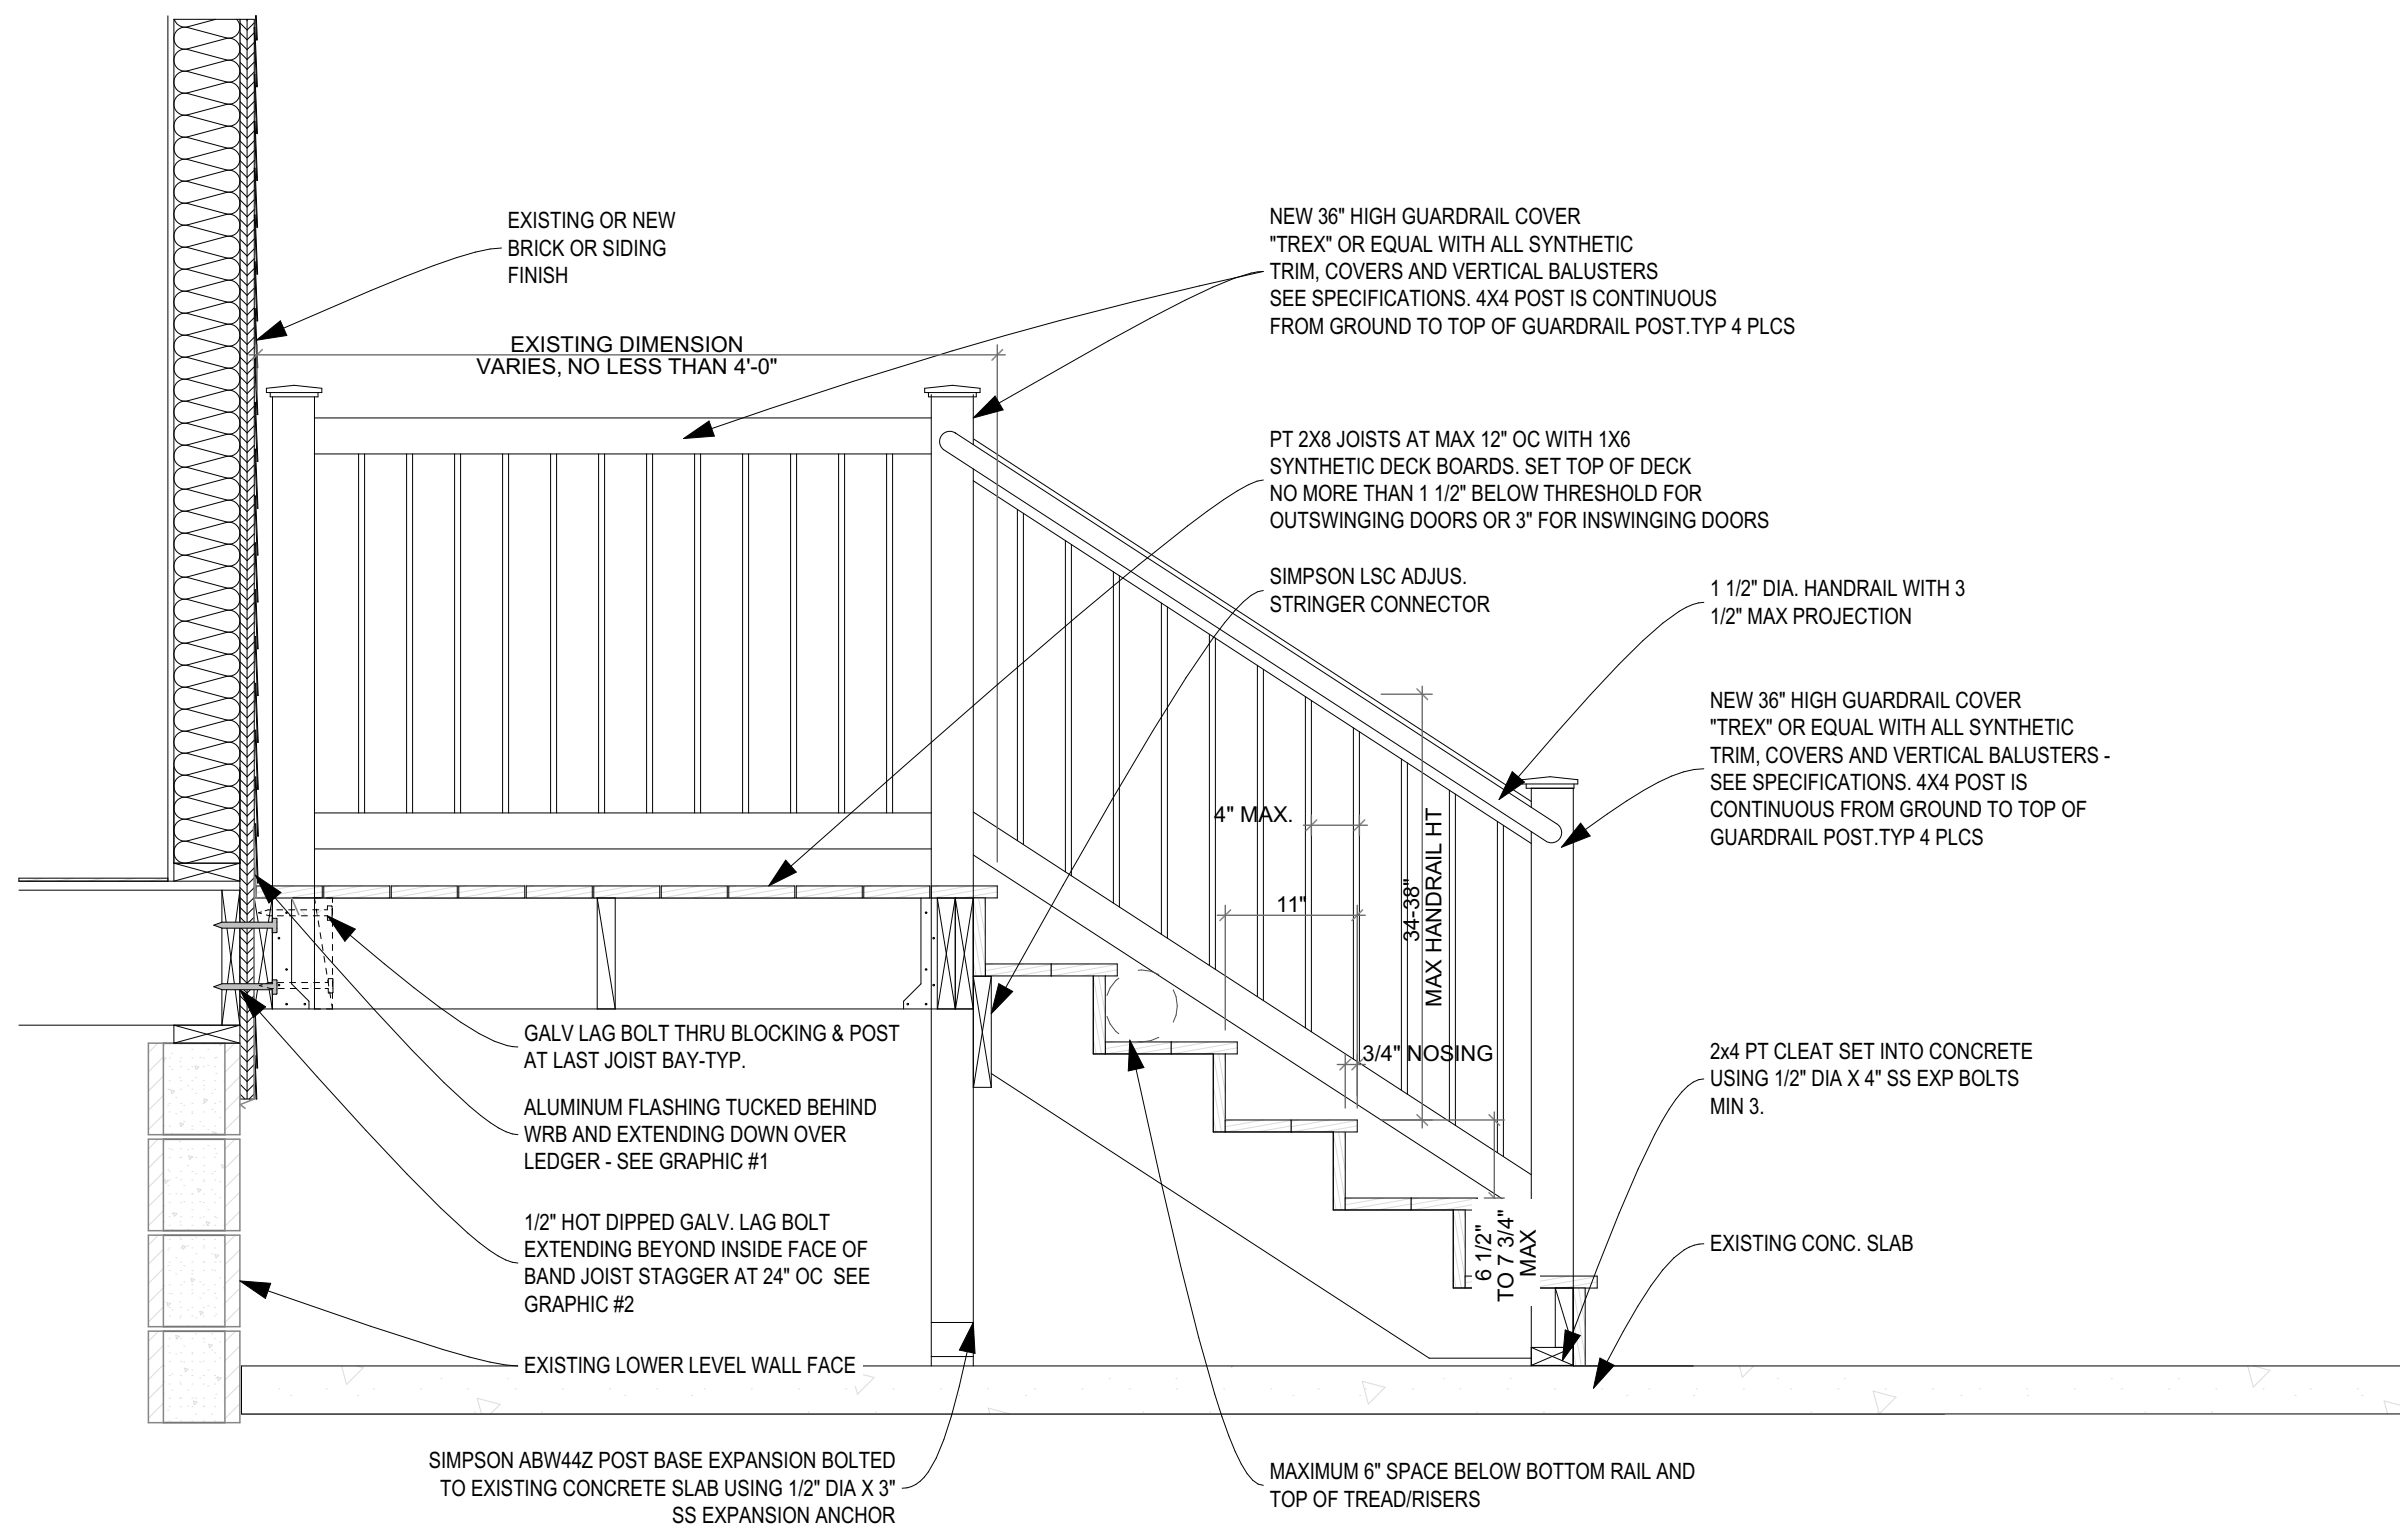 EXISTING OR NEW
BRICK OR SIDING
FINISH
EXISTING DIMENSION
VARIES, NO LESS THAN 4'-0"
NEW 36" HIGH GUARDRAIL COVER
"TREX" OR EQUAL WITH ALL SYNTHETIC
TRIM, COVERS AND VERTICAL BALUSTERS
SEE SPECIFICATIONS. 4X4 POST IS CONTINUOUS
FROM GROUND TO TOP OF GUARDRAIL POST.TYP 4 PLCS
PT 2X8 JOISTS AT MAX 12" OC WITH 1X6
SYNTHETIC DECK BOARDS. SET TOP OF DECK
NO MORE THAN 1 1/2" BELOW THRESHOLD FOR
OUTSWINGING DOORS OR 3" FOR INSWINGING DOORS
SIMPSON LSC ADJUS.
STRINGER CONNECTOR
1 1/2" DIA. HANDRAIL WITH 3
1/2" MAX PROJECTION
NEW 36" HIGH GUARDRAIL COVER
"TREX" OR EQUAL WITH ALL SYNTHETIC
TRIM, COVERS AND VERTICAL BALUSTERS -
SEE SPECIFICATIONS. 4X4 POST IS
CONTINUOUS FROM GROUND TO TOP OF
GUARDRAIL POST.TYP 4 PLCS
4" MAX.
11"
34-38"
MAX HANDRAIL HT
3/4" NOSING
6 1/2"
TO 7 3/4"
MAX
GALV LAG BOLT THRU BLOCKING & POST
AT LAST JOIST BAY-TYP.
ALUMINUM FLASHING TUCKED BEHIND
WRB AND EXTENDING DOWN OVER
LEDGER - SEE GRAPHIC #1
1/2" HOT DIPPED GALV. LAG BOLT
EXTENDING BEYOND INSIDE FACE OF
BAND JOIST STAGGER AT 24" OC  SEE
GRAPHIC #2
EXISTING LOWER LEVEL WALL FACE
2x4 PT CLEAT SET INTO CONCRETE
USING 1/2" DIA X 4" SS EXP BOLTS
MIN 3.
EXISTING CONC. SLAB
SIMPSON ABW44Z POST BASE EXPANSION BOLTED
TO EXISTING CONCRETE SLAB USING 1/2" DIA X 3"
SS EXPANSION ANCHOR
MAXIMUM 6" SPACE BELOW BOTTOM RAIL AND
TOP OF TREAD/RISERS